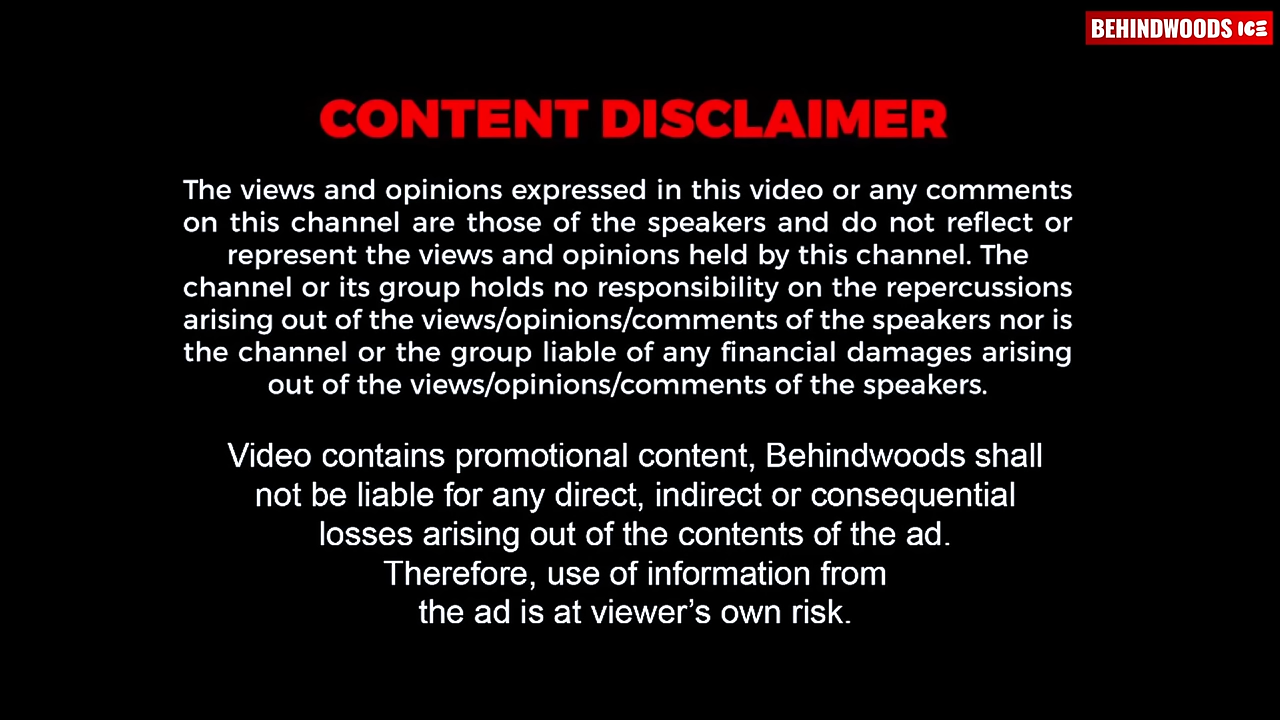 BEHINDWOODS ICE
CONTENT DISCLAIMER
The views and opinions expressed in this video or any comments
on this channel are those of the speakers and do not reflect or
represent the views and opinions held by this channel. The
channel or its group holds no responsibility on the repercussions
arising out of the views/opinions/comments of the speakers nor is
the channel or the group liable of any financial damages arising
out of the views/opinions/comments of the speakers.
Video contains promotional content, Behindwoods shall
not be liable for any direct, indirect or consequential
losses arising out of the contents of the ad.
Therefore, use of information from
the ad is at viewer’s own risk.